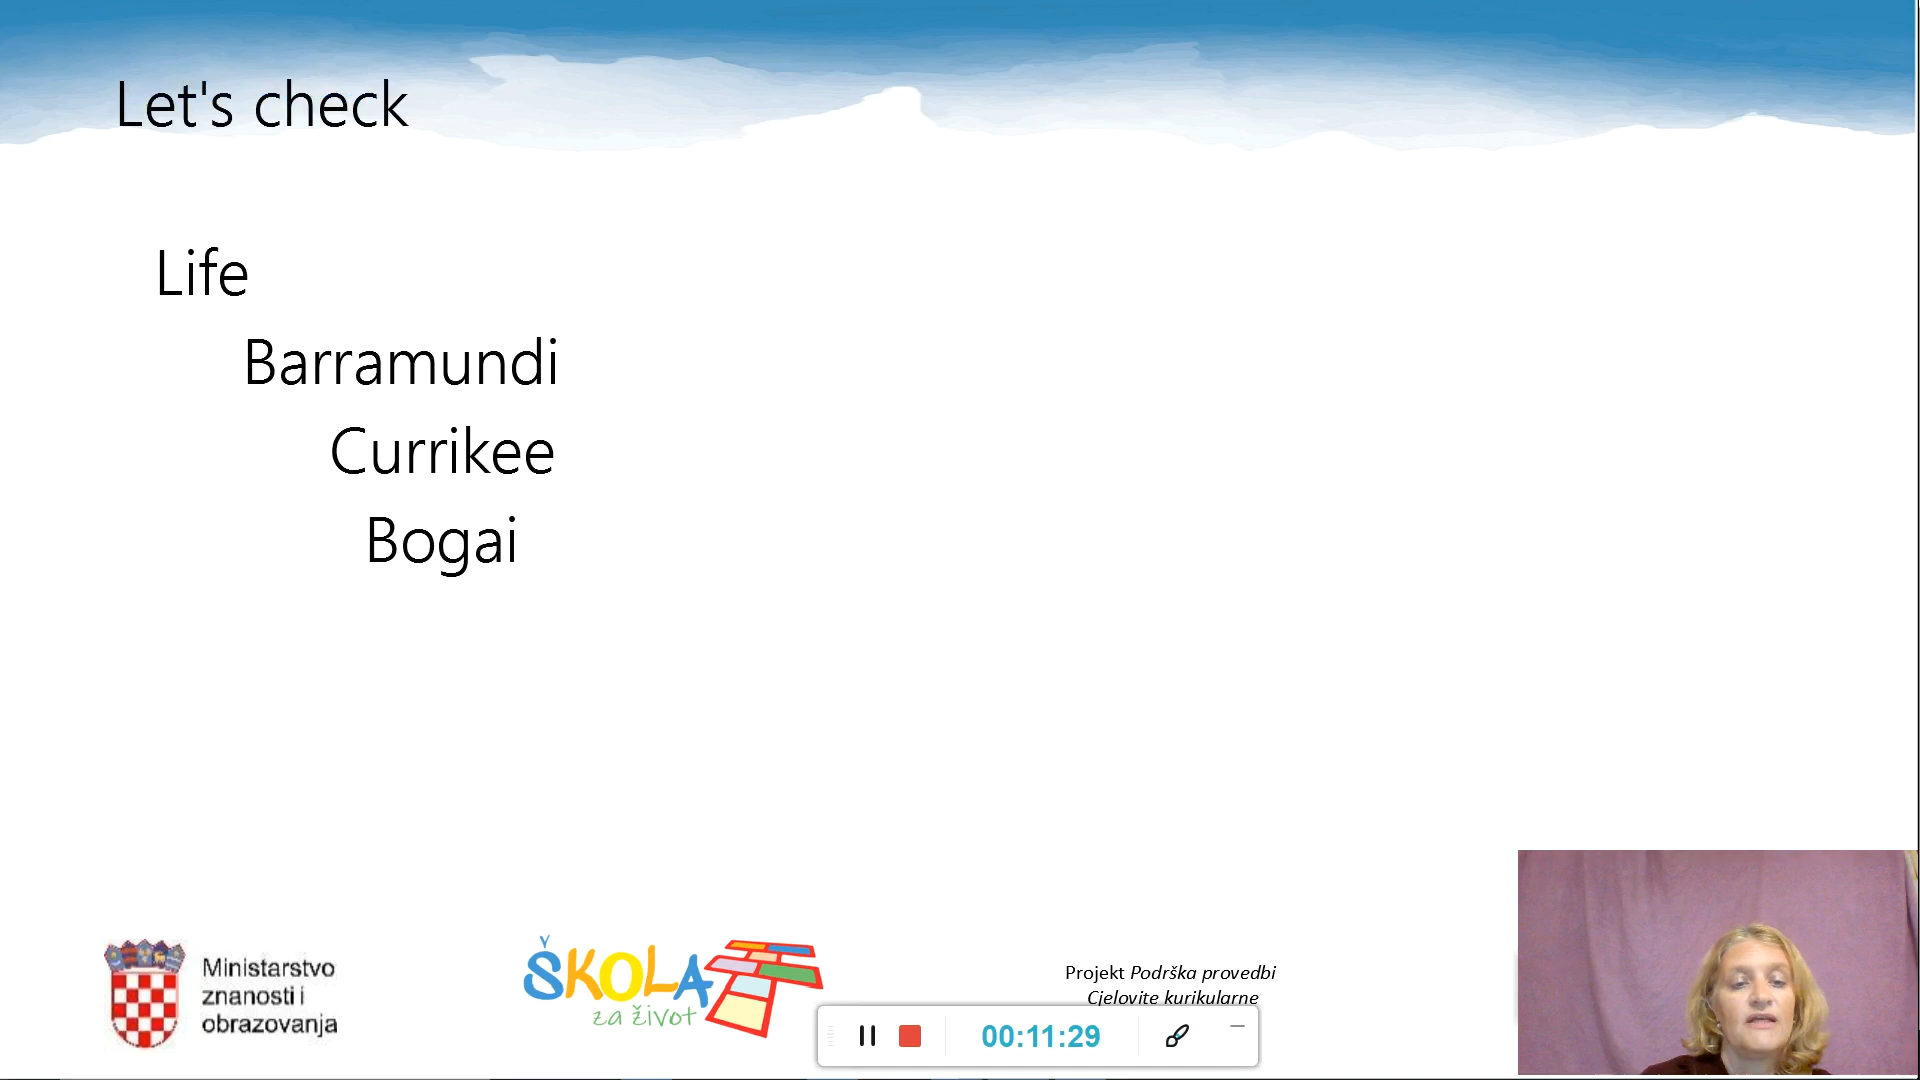 Let's check
Life
Barramundi
Currikee
Bogai
Ministarstvo
znanosti i
obrazovanja
ŠKOLA
za život
Projekt Podrška provedbi
Cjelovite kurikularne
00:11:29